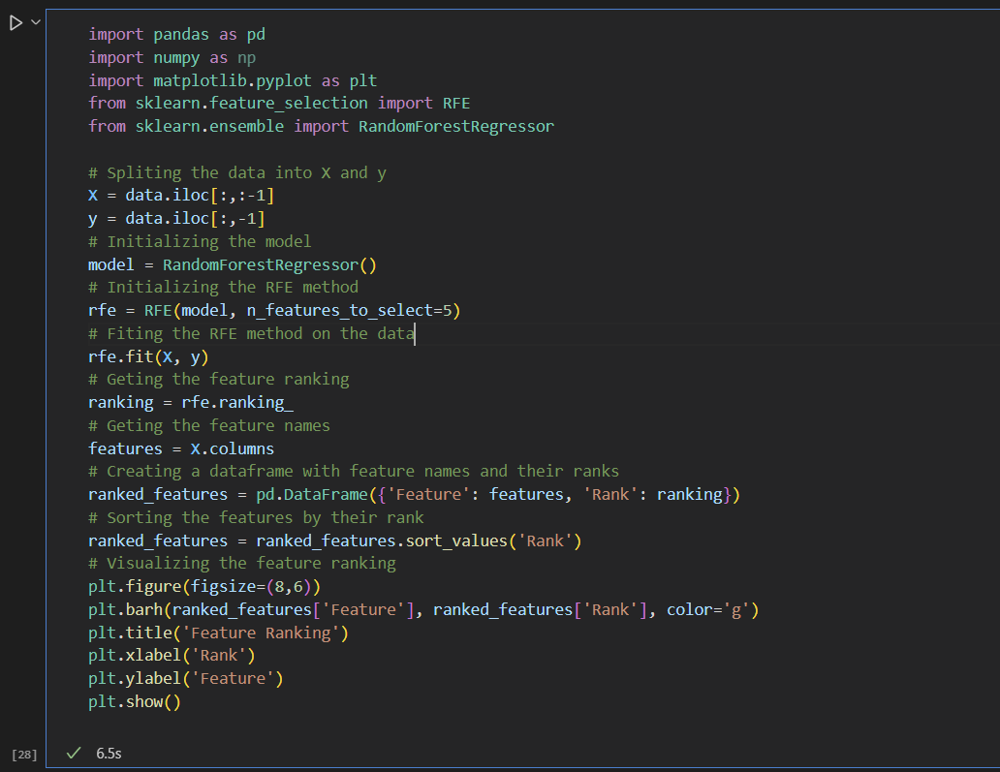 import pandas as pd
import numpy as np
import matplotlib.pyplot as plt
from sklearn.feature_selection import RFE
from sklearn.ensemble import RandomForestRegressor
# Spliting the data into X and y
X = data.iloc[:,:-1]
y = data.iloc[:,-1]
# Initializing the model
model = RandomForestRegressor()
# Initializing the RFE method
rfe = RFE(model, n_features_to_select=5)
# Fiting the RFE method on the data
rfe.fit(X, y)
# Geting the feature ranking
ranking = rfe.ranking_
# Geting the feature names
features = X.columns
# Creating a dataframe with feature names and their ranks
ranked_features = pd.DataFrame({'Feature': features, 'Rank': ranking})
# Sorting the features by their rank
ranked_features = ranked_features.sort_values('Rank')
# Visualizing the feature ranking
plt.figure(figsize=(8,6))
plt.barh(ranked_features['Feature'], ranked_features['Rank'], color='g')
plt.title('Feature Ranking')
plt.xlabel('Rank')
plt.ylabel('Feature')
plt.show()
[28] 6.5s